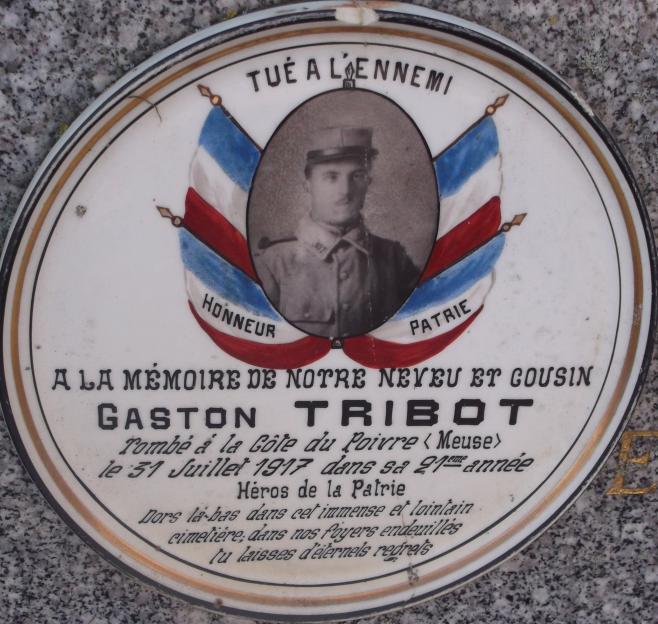 TUÉ A L'ENNEMI
HONNEUR
PATRIE
A LA MÉMOIRE DE NOTRE NEVEU ET COUSIN
GASTON TRIBOT
Tombé á la Côte du Poivre <Meuse>
le 31 Juillet 1917 dans sa 21eme année
Héros de la Patrie
Dors là-bas dans cet immense et lointain
cimetière, dans nos foyers endeuillés
tu laisses d'éternels regrets
E